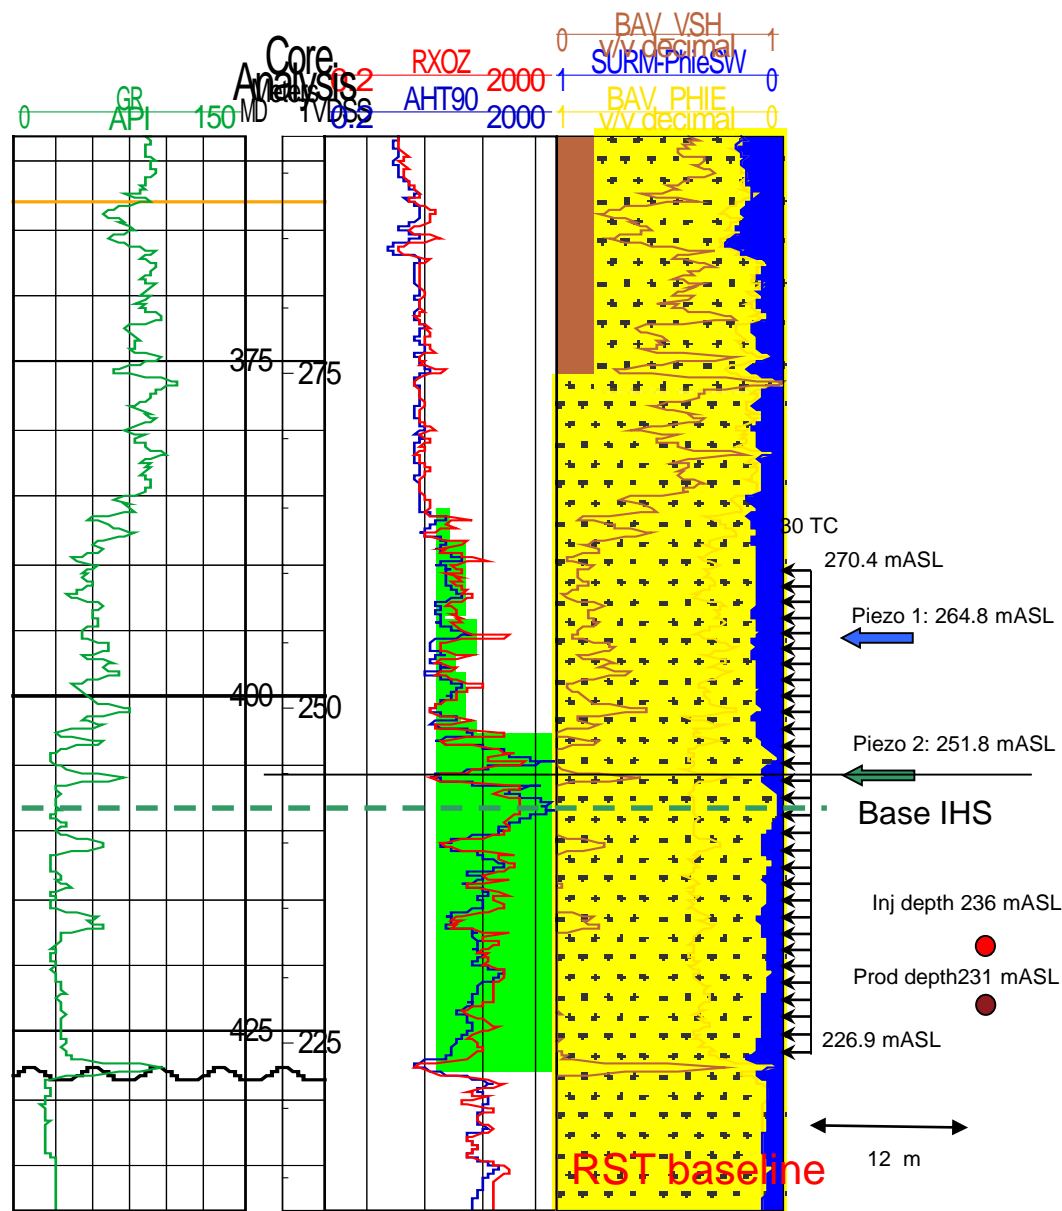 BAV_VSH
0 v/v decimal 1
Core
Analysis
RXOZ
0.2 2000
SURM-PhieSW
1 0
GR
0 API 150
Meters
MD TVDSS
AHT90
0.2 2000
BAV_PHIE
1 v/v decimal 0
375
275
30 TC
270.4 mASL
Piezo 1: 264.8 mASL
400
250
Piezo 2: 251.8 mASL
Base IHS
Inj depth 236 mASL
Prod depth231 mASL
425
225
226.9 mASL
12 m
RST baseline